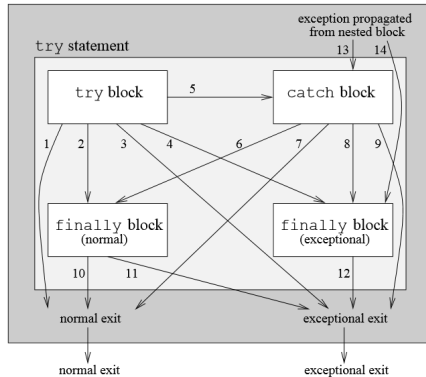 exception propagated
from nested block
13 14
try statement
try block
5
catch block
1 2 3 4 6 7 8 9
finally block
(normal)
finally block
(exceptional)
10 11 12
normal exit
exceptional exit
normal exit
exceptional exit